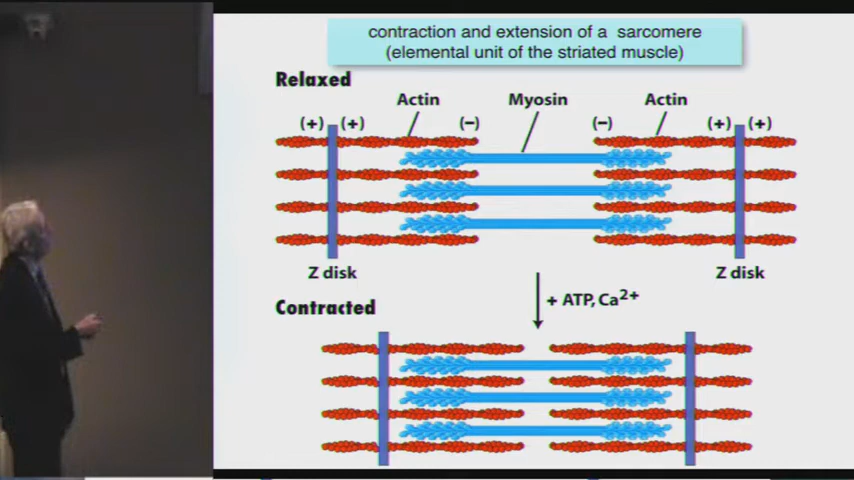 contraction and extension of a sarcomere
(elemental unit of the striated muscle)
Relaxed
Actin Myosin Actin
(+) (+) (−) (−) (+) (+)
Z disk Z disk
+ ATP, Ca2+
Contracted